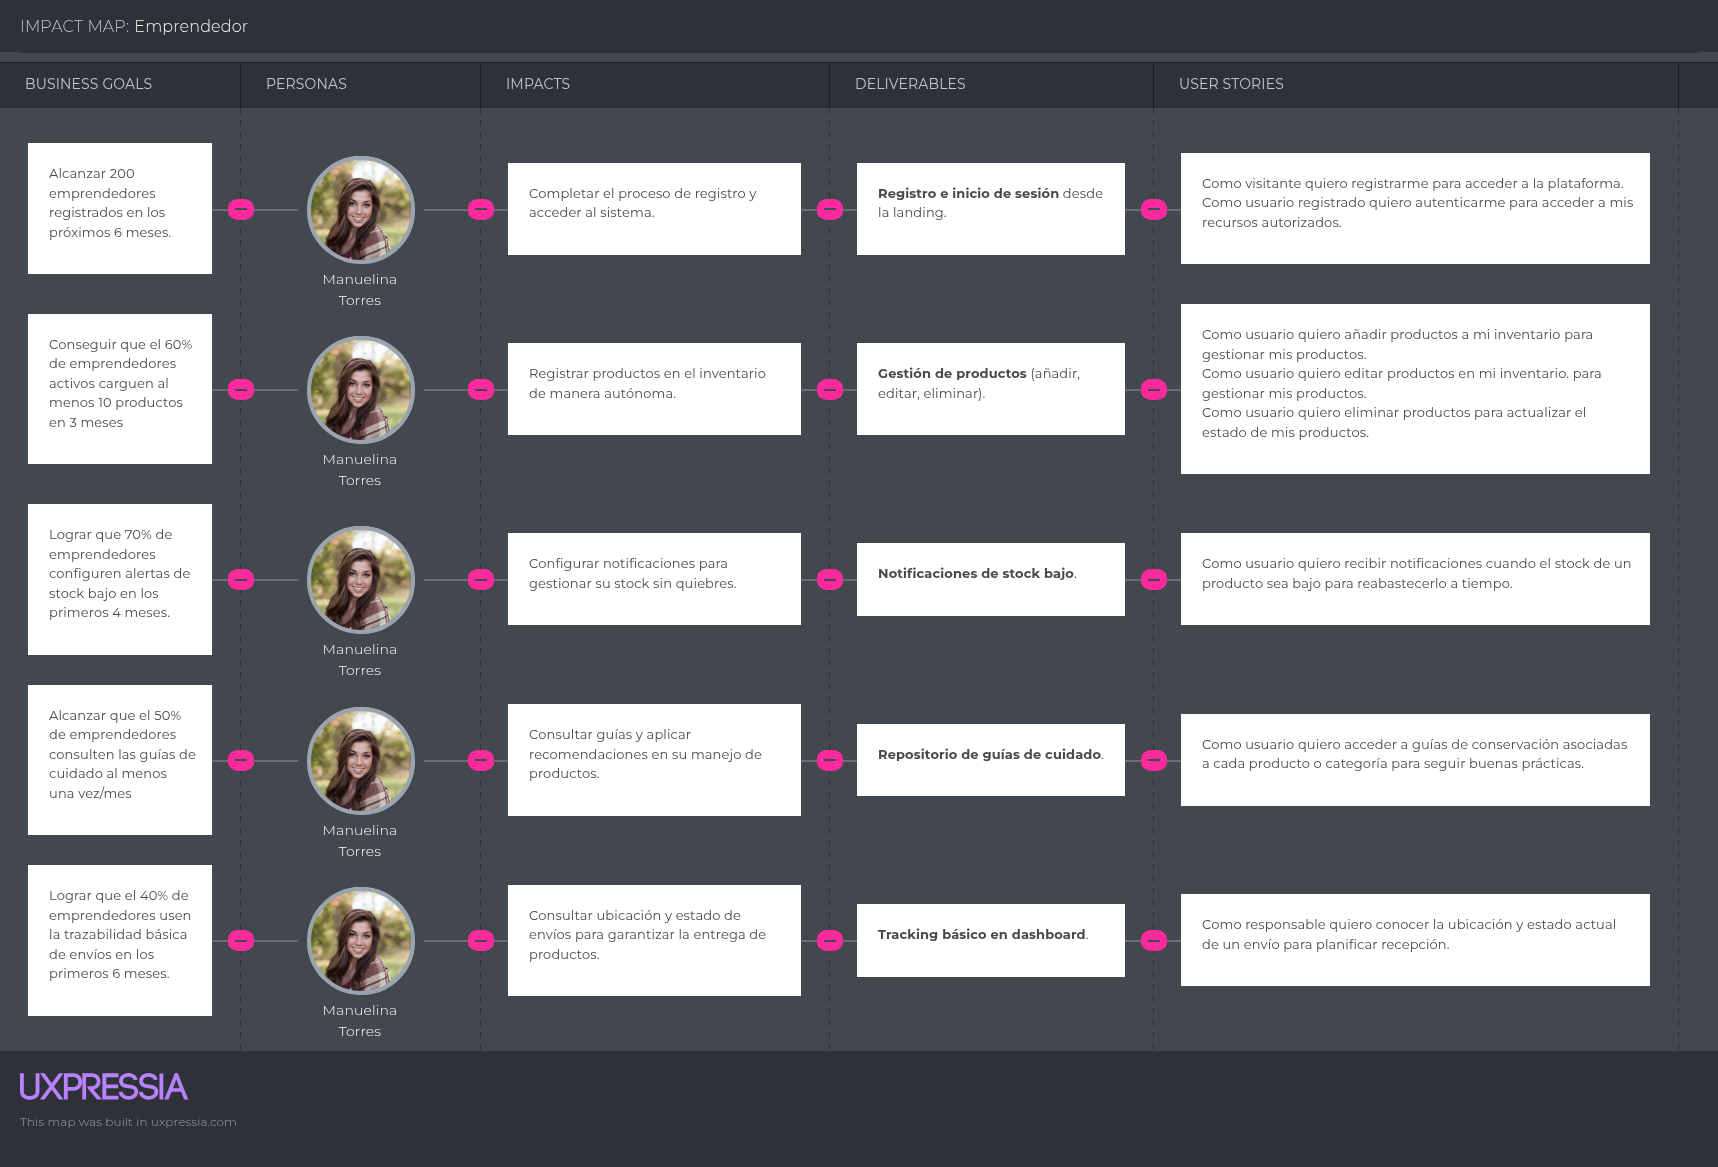 IMPACT MAP: Emprendedor
BUSINESS GOALS
PERSONAS
IMPACTS
DELIVERABLES
USER STORIES
Alcanzar 200
emprendedores
registrados en los
próximos 6 meses.
Manuelina
Torres
Completar el proceso de registro y
acceder al sistema.
Registro e inicio de sesión desde
la landing.
Como visitante quiero registrarme para acceder a la plataforma.
Como usuario registrado quiero autenticarme para acceder a mis
recursos autorizados.
Conseguir que el 60%
de emprendedores
activos carguen al
menos 10 productos
en 3 meses
Manuelina
Torres
Registrar productos en el inventario
de manera autónoma.
Gestión de productos (añadir,
editar, eliminar).
Como usuario quiero añadir productos a mi inventario para
gestionar mis productos.
Como usuario quiero editar productos en mi inventario. para
gestionar mis productos.
Como usuario quiero eliminar productos para actualizar el
estado de mis productos.
Lograr que 70% de
emprendedores
configuren alertas de
stock bajo en los
primeros 4 meses.
Manuelina
Torres
Configurar notificaciones para
gestionar su stock sin quiebres.
Notificaciones de stock bajo.
Como usuario quiero recibir notificaciones cuando el stock de un
producto sea bajo para reabastecerlo a tiempo.
Alcanzar que el 50%
de emprendedores
consulten las guías de
cuidado al menos
una vez/mes
Manuelina
Torres
Consultar guías y aplicar
recomendaciones en su manejo de
productos.
Repositorio de guías de cuidado.
Como usuario quiero acceder a guías de conservación asociadas
a cada producto o categoría para seguir buenas prácticas.
Lograr que el 40% de
emprendedores usen
la trazabilidad básica
de envíos en los
primeros 6 meses.
Manuelina
Torres
Consultar ubicación y estado de
envíos para garantizar la entrega de
productos.
Tracking básico en dashboard.
Como responsable quiero conocer la ubicación y estado actual
de un envío para planificar recepción.
UXPRESSIA
This map was built in uxpressia.com